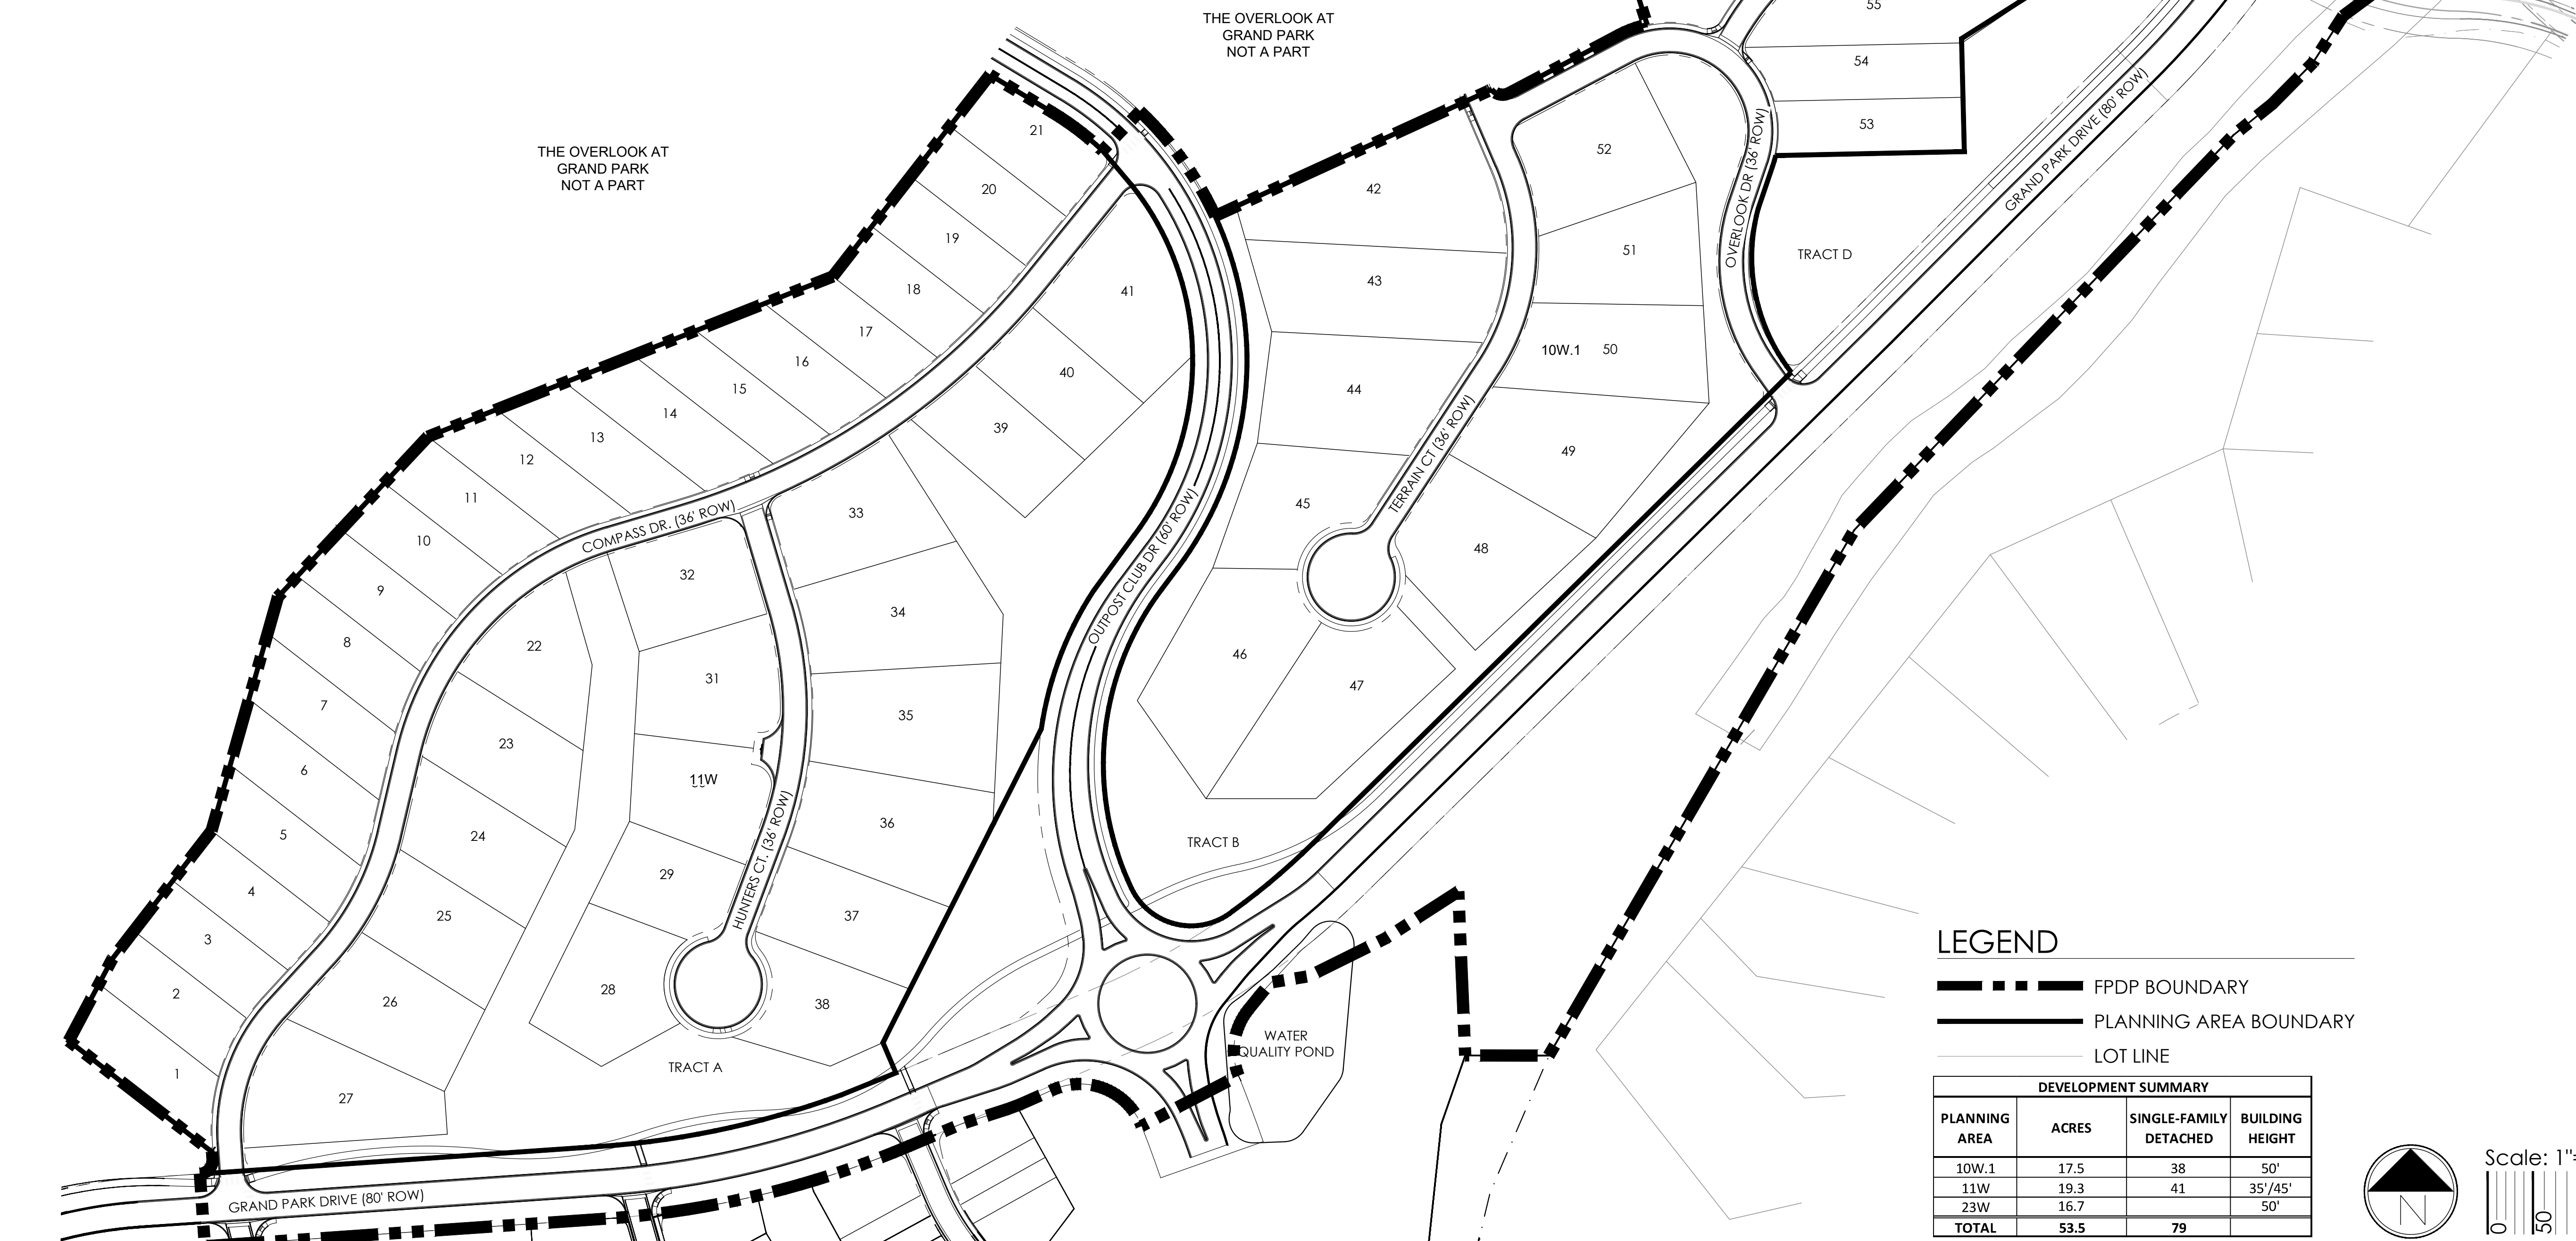 THE OVERLOOK AT
GRAND PARK
NOT A PART
THE OVERLOOK AT
GRAND PARK
NOT A PART
55
54
53
52
51
10W.1 50
49
48
47
46
45
44
43
42
TERRAIN CT (36' ROW)
OVERLOOK DR (36' ROW)
TRACT D
GRAND PARK DRIVE (80' ROW)
21
20
19
18
17
16
15
14
13
12
11
10
9
8
7
6
5
4
3
2
1
COMPASS DR. (36' ROW)
41
40
39
33
34
35
36
37
38
32
31
11W
29
28
HUNTERS CT. (36' ROW)
22
23
24
25
26
27
OUTPOST CLUB DR (60' ROW)
TRACT B
TRACT A
GRAND PARK DRIVE (80' ROW)
WATER
QUALITY POND
LEGEND
FPDP BOUNDARY
PLANNING AREA BOUNDARY
LOT LINE
DEVELOPMENT SUMMARY
PLANNING AREA ACRES SINGLE-FAMILY DETACHED BUILDING HEIGHT
10W.1 17.5 38 50'
11W 19.3 41 35'/45'
23W 16.7 50'
TOTAL 53.5 79
N
Scale: 1"=
0 50